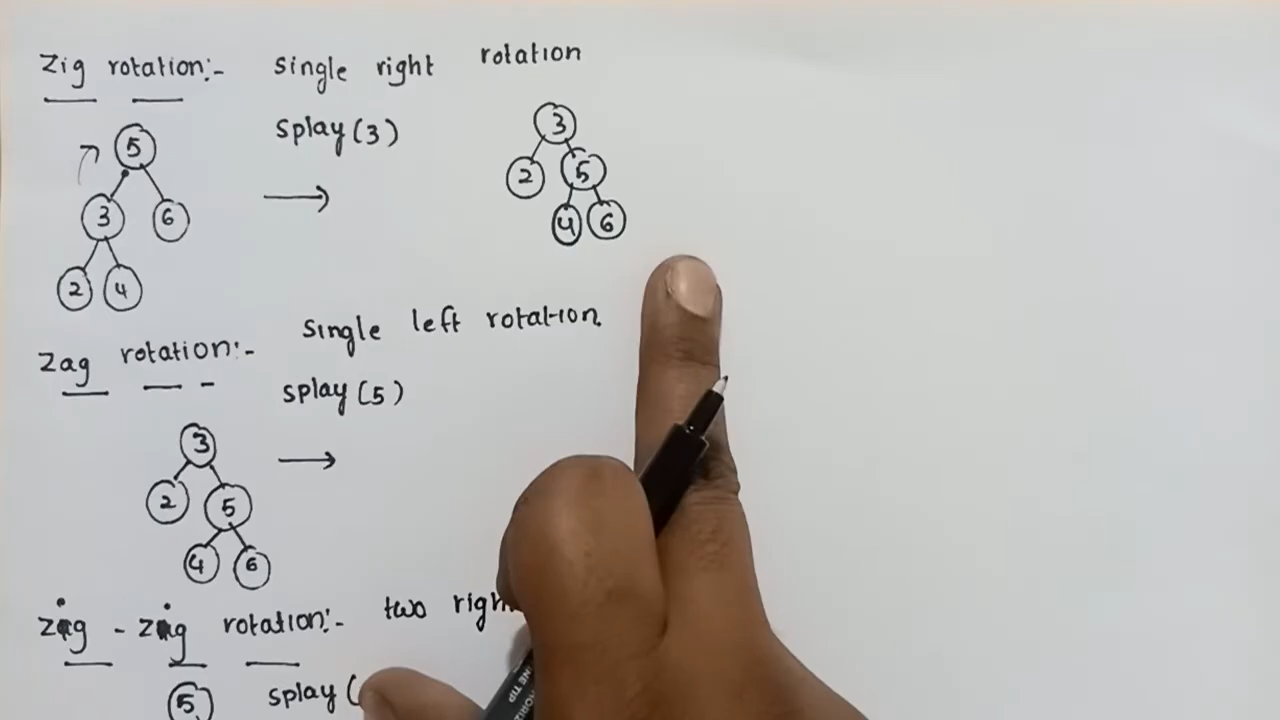 Zig rotation:- single right rotation
splay(3)
5
3 6
2 4
3
2 5
4 6
Zag rotation:- single left rotation.
splay(5)
3
2 5
4 6
zig - zig rotation:- two
5 splay(